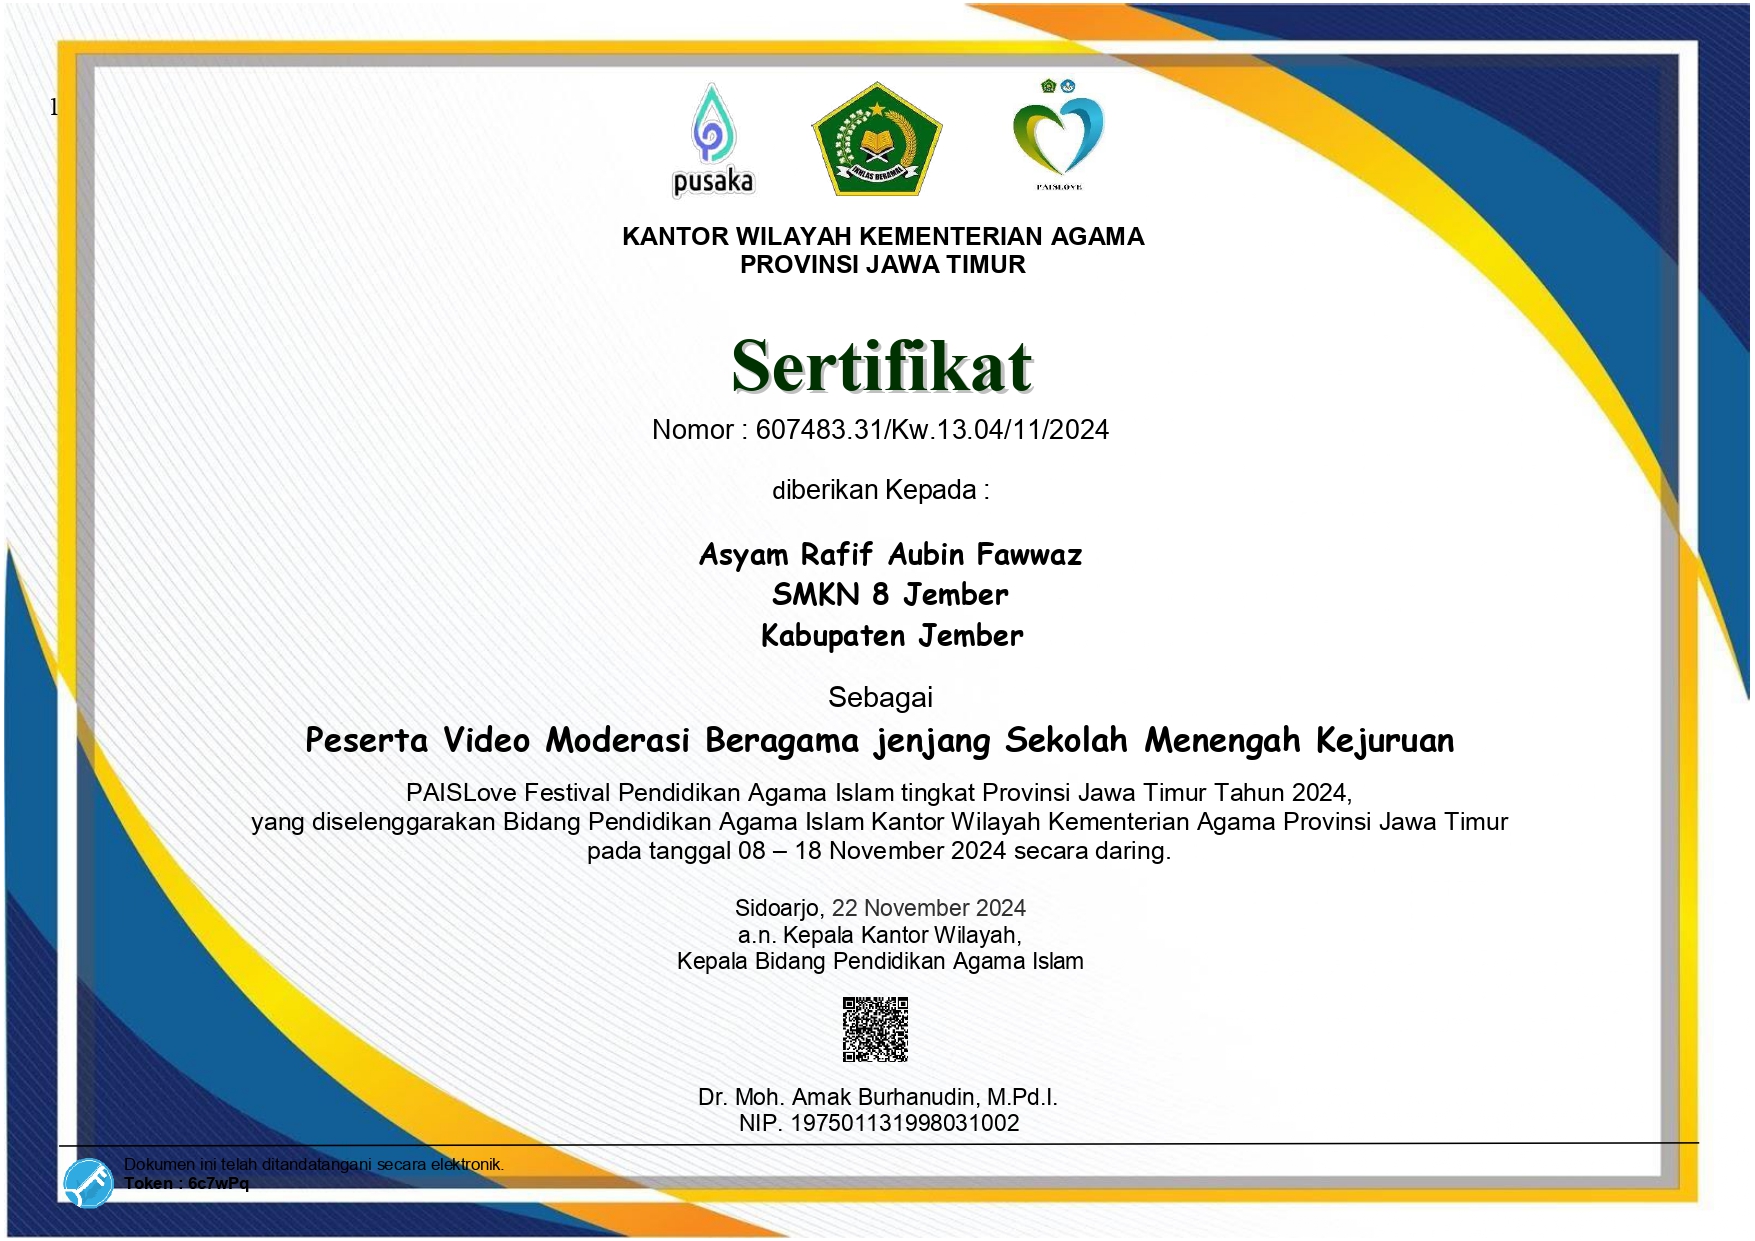 1
pusaka
IKHLAS BERAMAL
PAISLOVE
KANTOR WILAYAH KEMENTERIAN AGAMA
PROVINSI JAWA TIMUR
Sertifikat
Nomor : 607483.31/Kw.13.04/11/2024
diberikan Kepada :
Asyam Rafif Aubin Fawwaz
SMKN 8 Jember
Kabupaten Jember
Sebagai
Peserta Video Moderasi Beragama jenjang Sekolah Menengah Kejuruan
PAISLove Festival Pendidikan Agama Islam tingkat Provinsi Jawa Timur Tahun 2024,
yang diselenggarakan Bidang Pendidikan Agama Islam Kantor Wilayah Kementerian Agama Provinsi Jawa Timur
pada tanggal 08 – 18 November 2024 secara daring.
Sidoarjo, 22 November 2024
a.n. Kepala Kantor Wilayah,
Kepala Bidang Pendidikan Agama Islam
Dr. Moh. Amak Burhanudin, M.Pd.I.
NIP. 197501131998031002
Dokumen ini telah ditandatangani secara elektronik.
Token : 6c7wPq